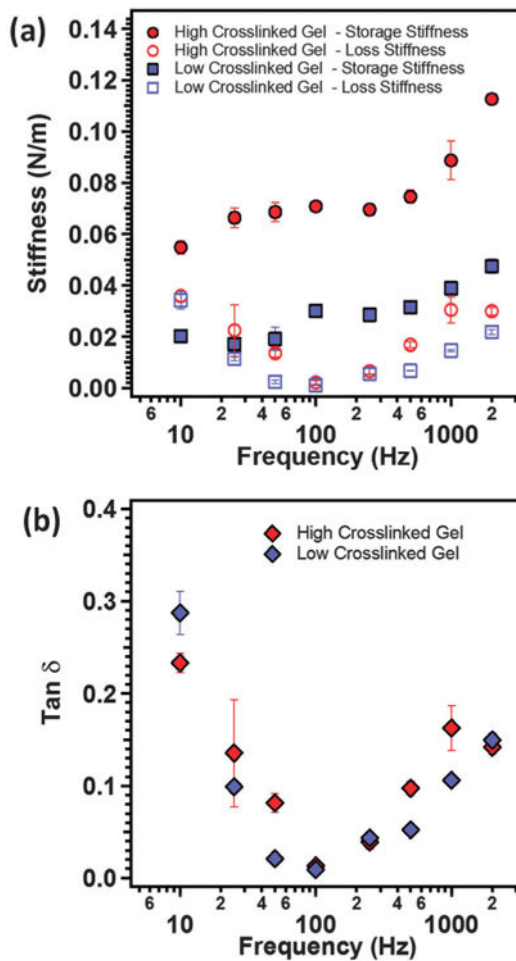 (a)
High Crosslinked Gel - Storage Stiffness
High Crosslinked Gel - Loss Stiffness
Low Crosslinked Gel - Storage Stiffness
Low Crosslinked Gel - Loss Stiffness
Stiffness (N/m)
0.14
0.12
0.10
0.08
0.06
0.04
0.02
0.00
6 10 2 4 6 100 2 4 6 1000 2
Frequency (Hz)
(b)
High Crosslinked Gel
Low Crosslinked Gel
Tan δ
0.4
0.3
0.2
0.1
0.0
6 10 2 4 6 100 2 4 6 1000 2
Frequency (Hz)